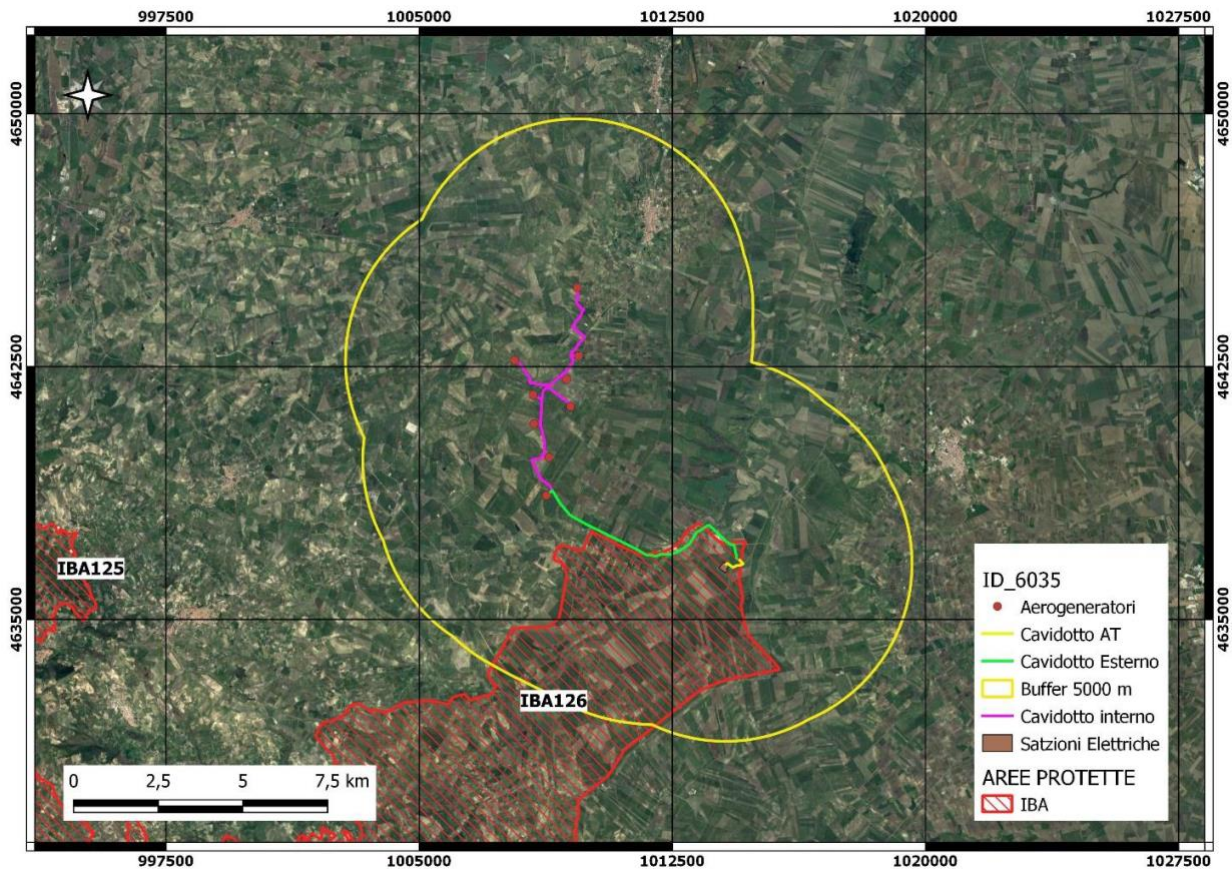 997500 1005000 1012500 1020000 1027500
4650000 4650000
4642500 4642500
4635000 4635000
IBA125
IBA126
0 2,5 5 7,5 km
ID_6035
Aerogeneratori
Cavidotto AT
Cavidotto Esterno
Buffer 5000 m
Cavidotto interno
Satzioni Elettriche
AREE PROTETTE
IBA
997500 1005000 1012500 1020000 1027500